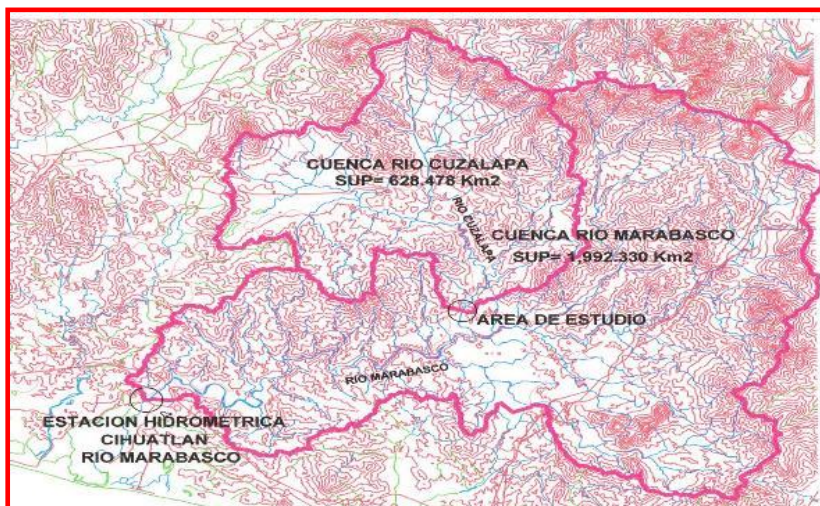 CUENCA RIO CUZALAPA
SUP= 628.478 Km2
RIO CUZALAPA
CUENCA RIO MARABASCO
SUP= 1,992.330 Km2
AREA DE ESTUDIO
RIO MARABASCO
ESTACION HIDROMETRICA
CIHUATLAN
RIO MARABASCO